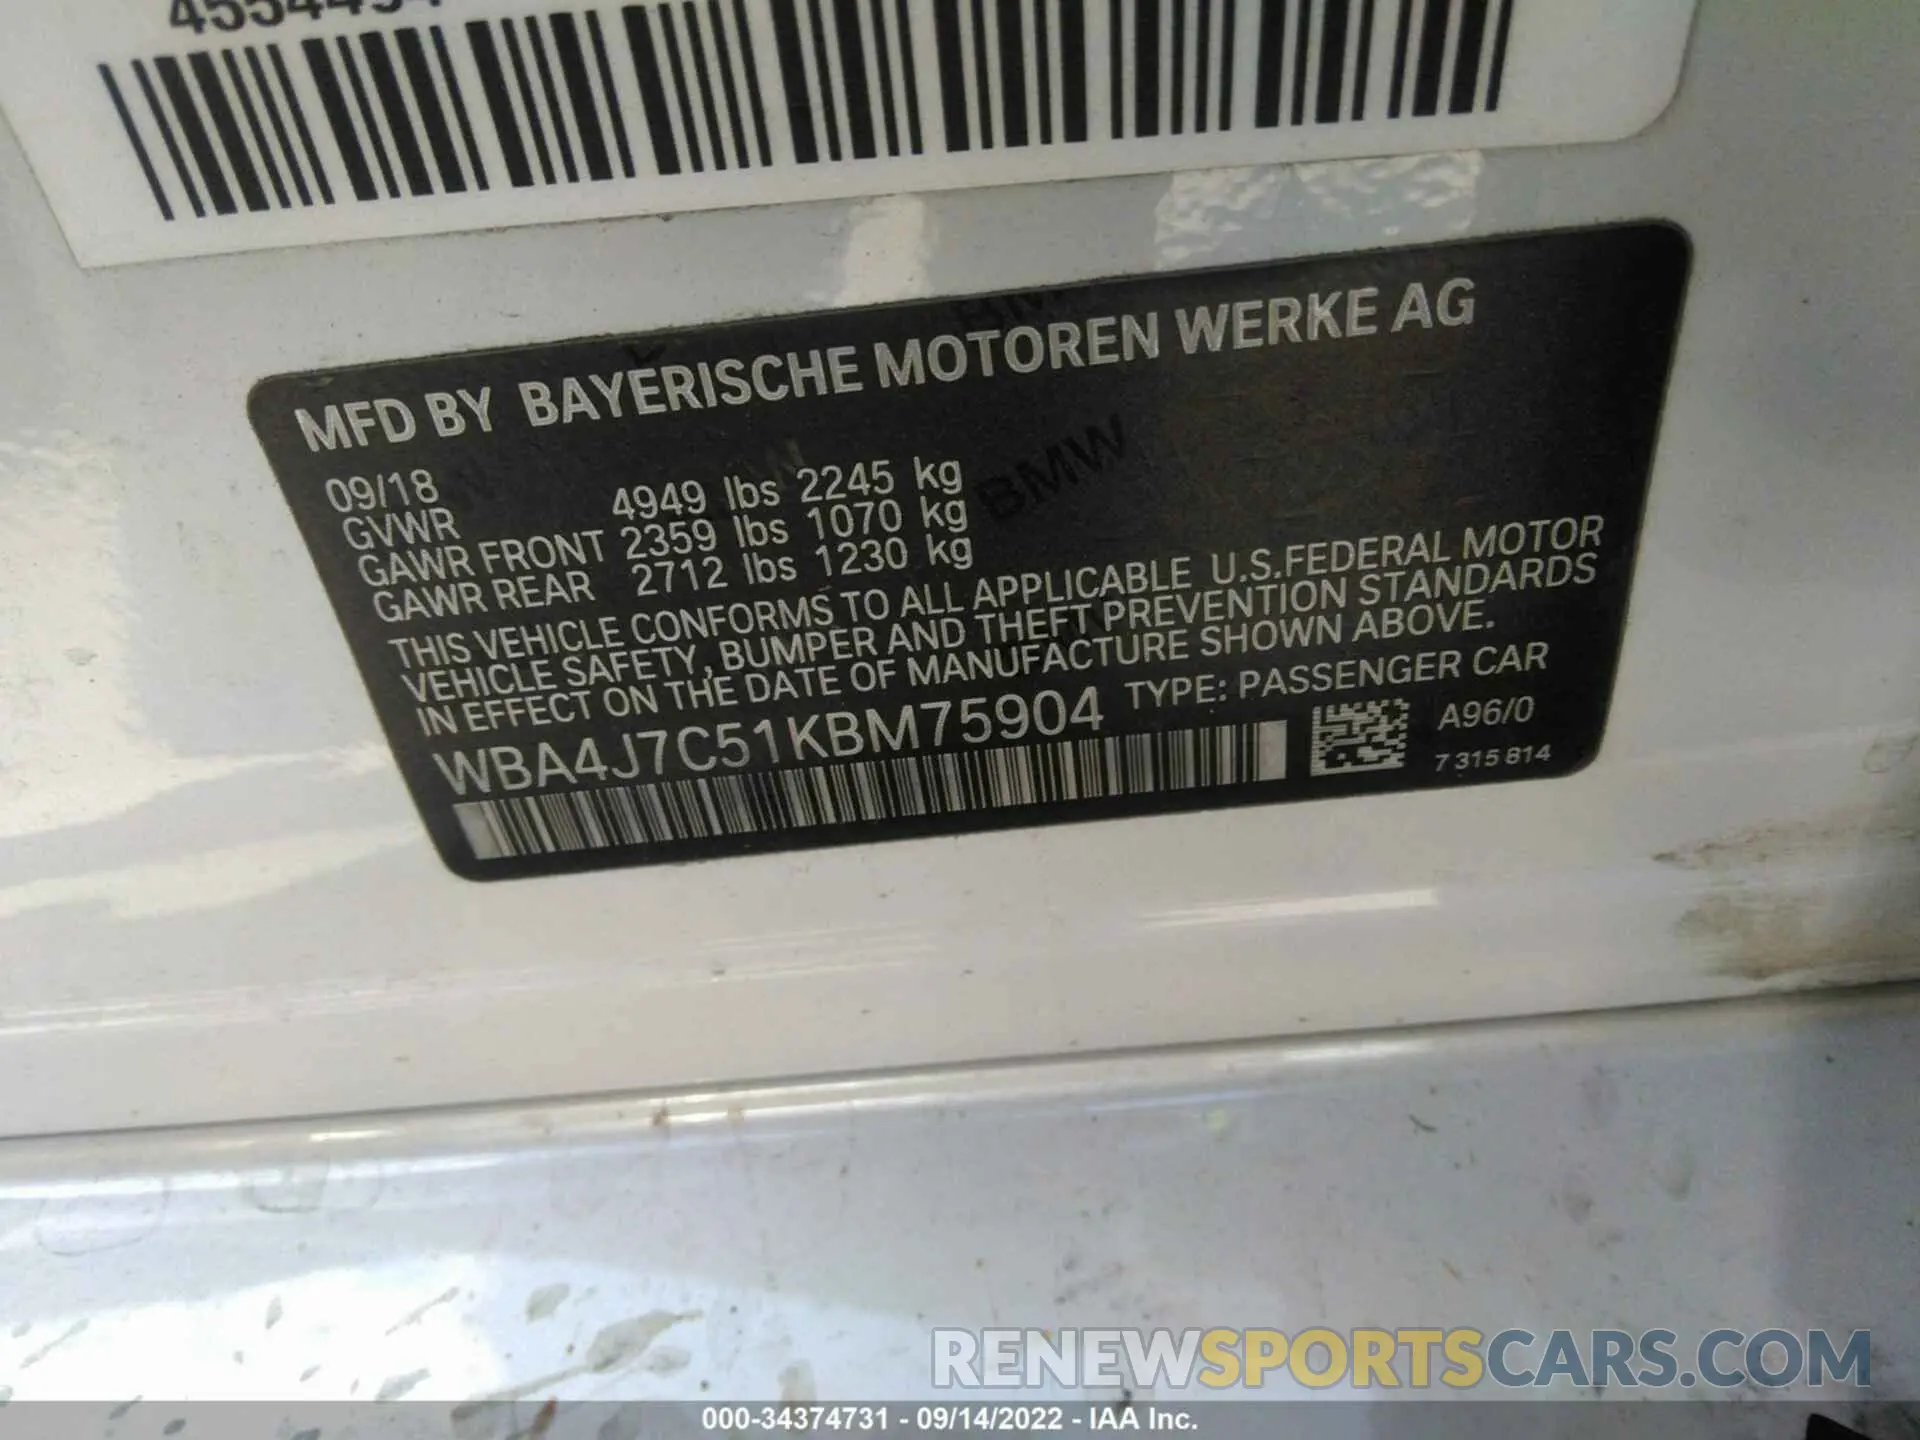 MFD BY BAYERISCHE MOTOREN WERKE AG
09/18
GVWR 4949 lbs 2245 kg
GAWR FRONT 2359 lbs 1070 kg
GAWR REAR 2712 lbs 1230 kg
THIS VEHICLE CONFORMS TO ALL APPLICABLE U.S.FEDERAL MOTOR
VEHICLE SAFETY, BUMPER AND THEFT PREVENTION STANDARDS
IN EFFECT ON THE DATE OF MANUFACTURE SHOWN ABOVE.
WBA4J7C51KBM75904 TYPE: PASSENGER CAR
A96/0
7 315 814
BMW
RENEWSPORTSCARS.COM
000-34374731 - 09/14/2022 - IAA Inc.